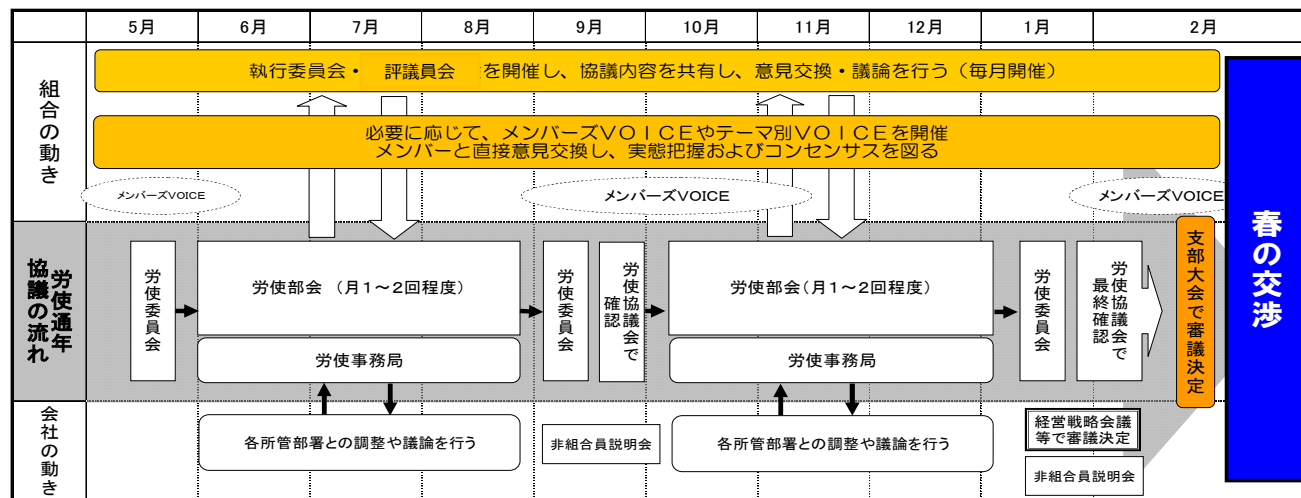 5月
6月
7月
8月
9月
10月
11月
12月
1月
2月
組合の動き
執行委員会・ 評議員会 を開催し、協議内容を共有し、意見交換・議論を行う（毎月開催）
必要に応じて、メンバーズVOICEやテーマ別VOICEを開催
メンバーと直接意見交換し、実態把握およびコンセンサスを図る
メンバーズVOICE
メンバーズVOICE
メンバーズVOICE
労使通年
協議の流れ
労使委員会
労使部会 （月1～2回程度）
労使事務局
労使委員会
労使協議会で
確認
労使部会（月1～2回程度）
労使事務局
労使委員会
労使協議会で
最終確認
支部大会で審議決定
春の交渉
会社の動き
各所管部署との調整や議論を行う
非組合員説明会
各所管部署との調整や議論を行う
経営戦略会議
等で審議決定
非組合員説明会